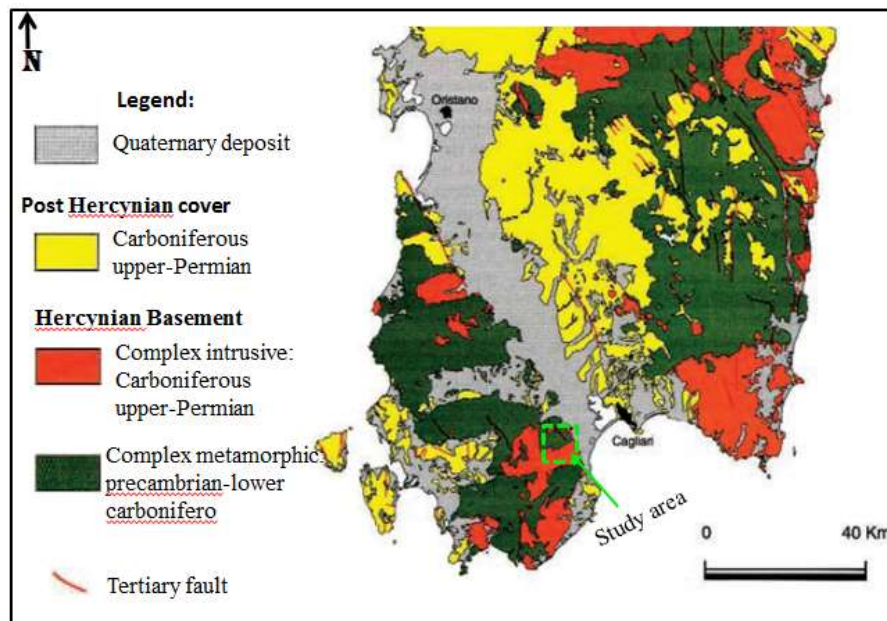 N
Legend:
Quaternary deposit
Post Hercynian cover
Carboniferous
upper-Permian
Hercynian Basement
Complex intrusive:
Carboniferous
upper-Permian
Complex metamorphic:
precambrian-lower
carbonifero
Tertiary fault
Oristano
Cagliari
Study area
0 40 Km